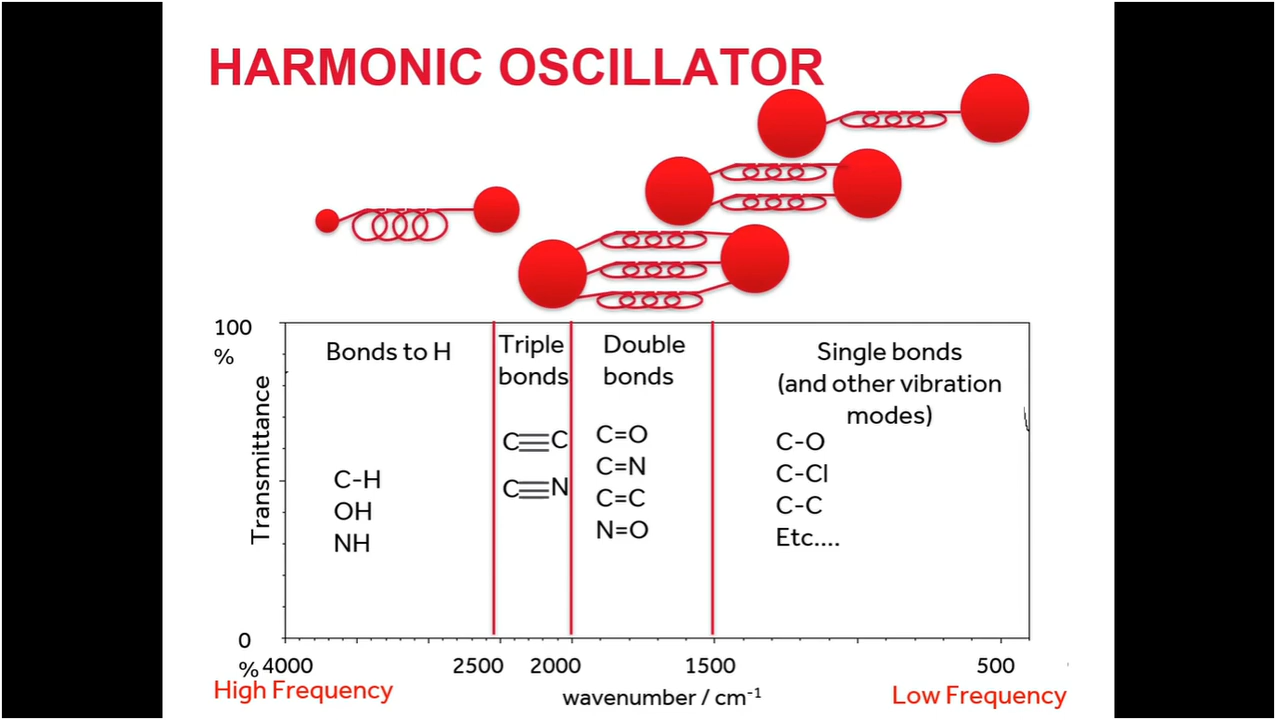 HARMONIC OSCILLATOR
100
%
Transmittance
0
%
Bonds to H
C-H
OH
NH
Triple
bonds
C≡C
C≡N
Double
bonds
C=O
C=N
C=C
N=O
Single bonds
(and other vibration
modes)
C-O
C-Cl
C-C
Etc....
4000 2500 2000 1500 500
High Frequency
wavenumber / cm⁻¹
Low Frequency